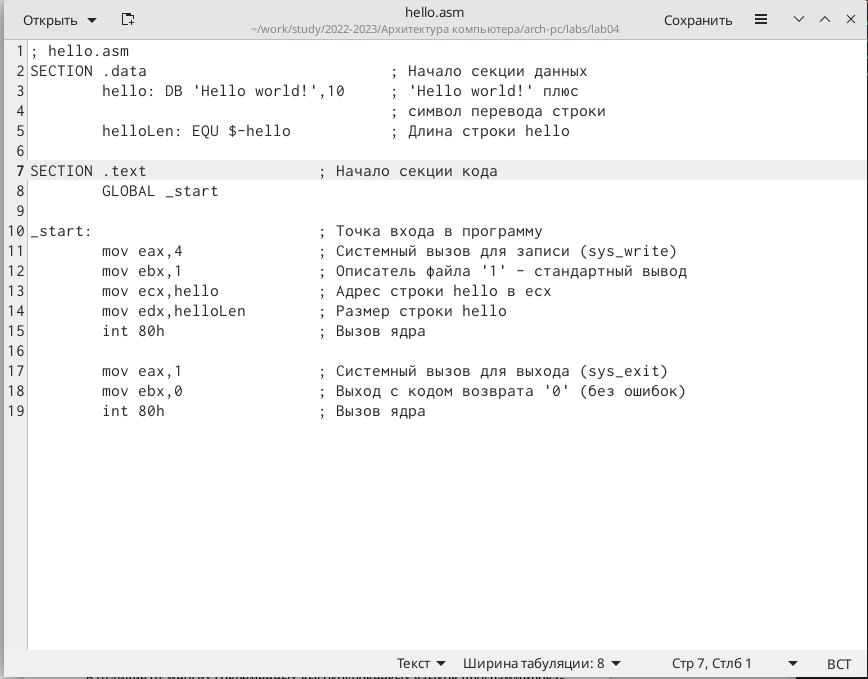 Открыть
hello.asm
~/work/study/2022-2023/Архитектура компьютера/arch-pc/labs/lab04
Сохранить
1 ; hello.asm
2 SECTION .data                           ; Начало секции данных
3         hello: DB 'Hello world!',10     ; 'Hello world!' плюс
4                                         ; символ перевода строки
5         helloLen: EQU $-hello           ; Длина строки hello
6
7 SECTION .text                   ; Начало секции кода
8         GLOBAL _start
9
10 _start:                         ; Точка входа в программу
11         mov eax,4               ; Системный вызов для записи (sys_write)
12         mov ebx,1               ; Описатель файла '1' - стандартный вывод
13         mov ecx,hello           ; Адрес строки hello в ecx
14         mov edx,helloLen        ; Размер строки hello
15         int 80h                 ; Вызов ядра
16
17         mov eax,1               ; Системный вызов для выхода (sys_exit)
18         mov ebx,0               ; Выход с кодом возврата '0' (без ошибок)
19         int 80h                 ; Вызов ядра
Текст Ширина табуляции: 8 Стр 7, Стлб 1 ВСТ